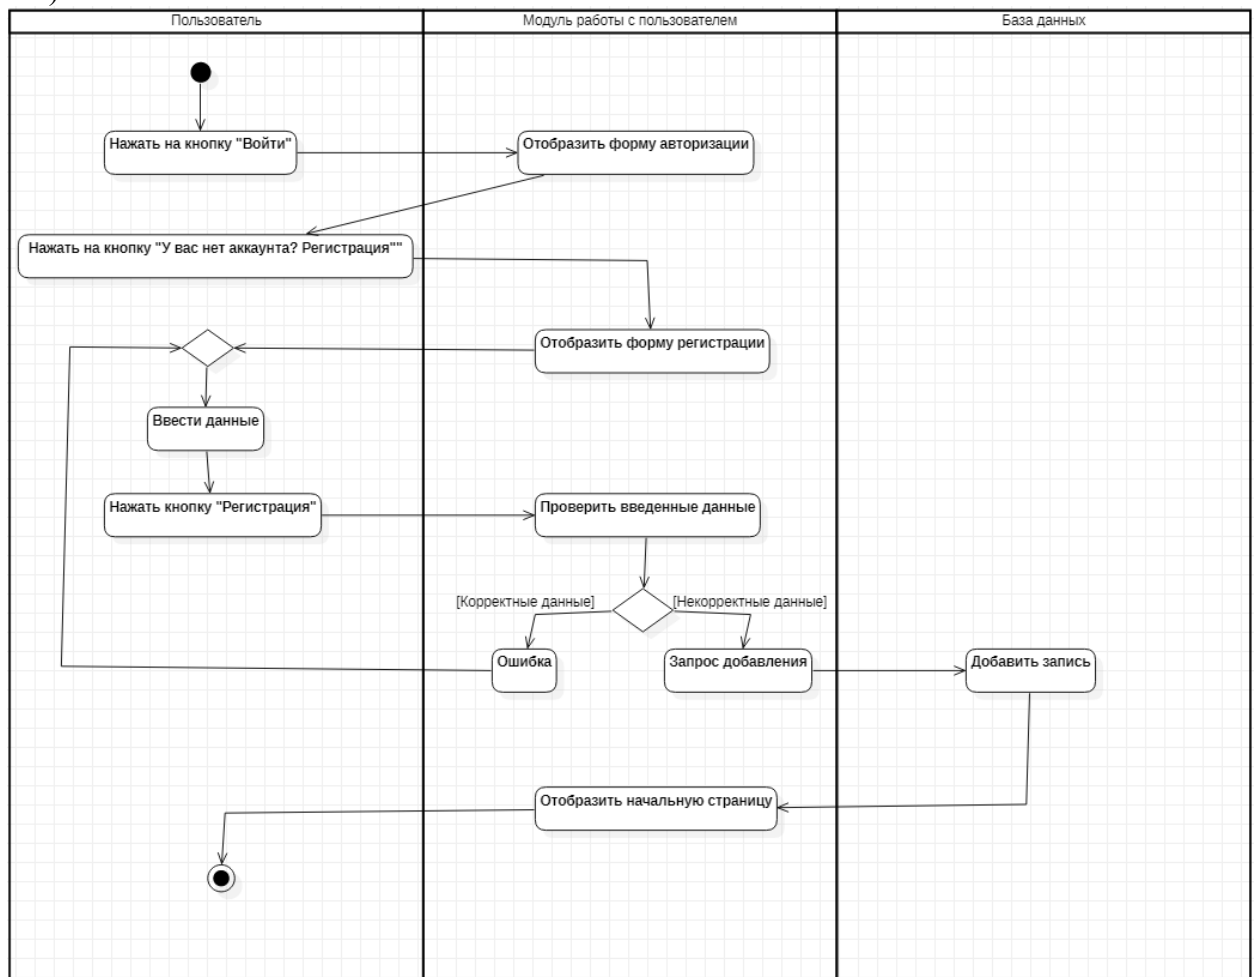 )
Пользователь
Модуль работы с пользователем
База данных
Нажать на кнопку "Войти"
Отобразить форму авторизации
Нажать на кнопку "У вас нет аккаунта? Регистрация""
Отобразить форму регистрации
Ввести данные
Нажать кнопку "Регистрация"
Проверить введенные данные
[Корректные данные]
[Некорректные данные]
Ошибка
Запрос добавления
Добавить запись
Отобразить начальную страницу